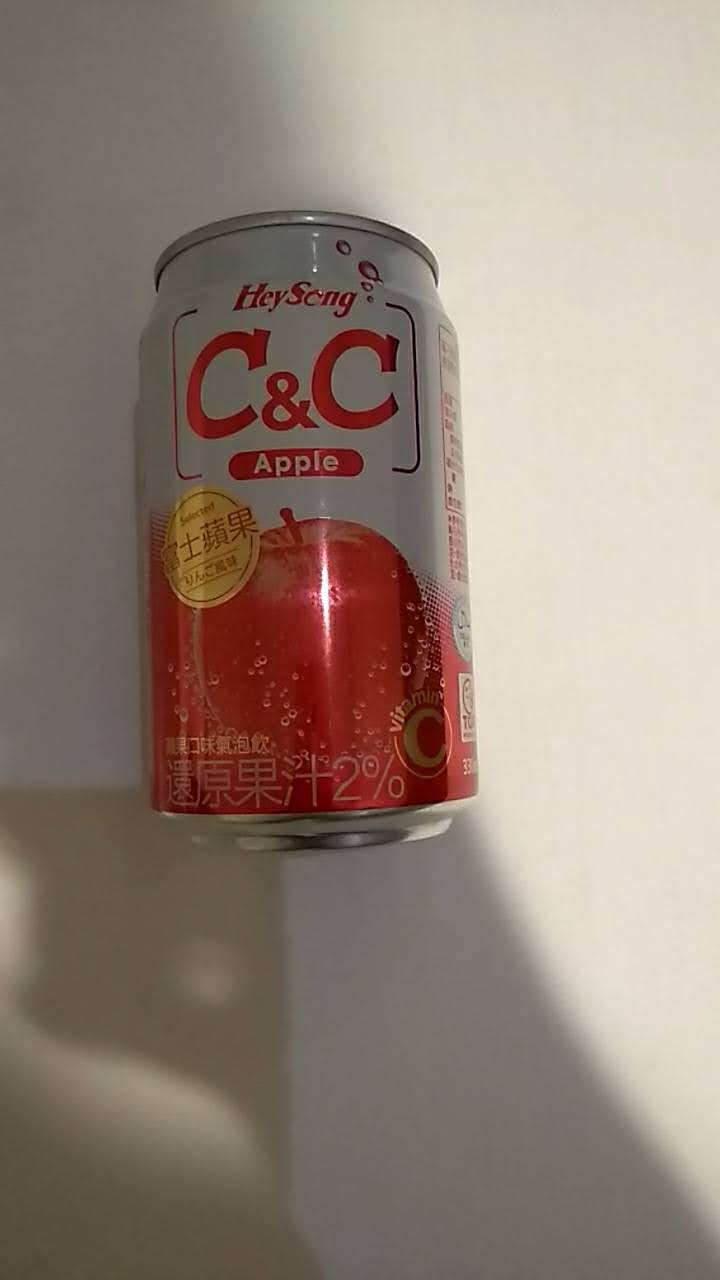 HeySong
C&C
Apple
Selected
富士蘋果
りんご風味
蘋果口味氣泡飲
還原果汁2%
Vitamin
C